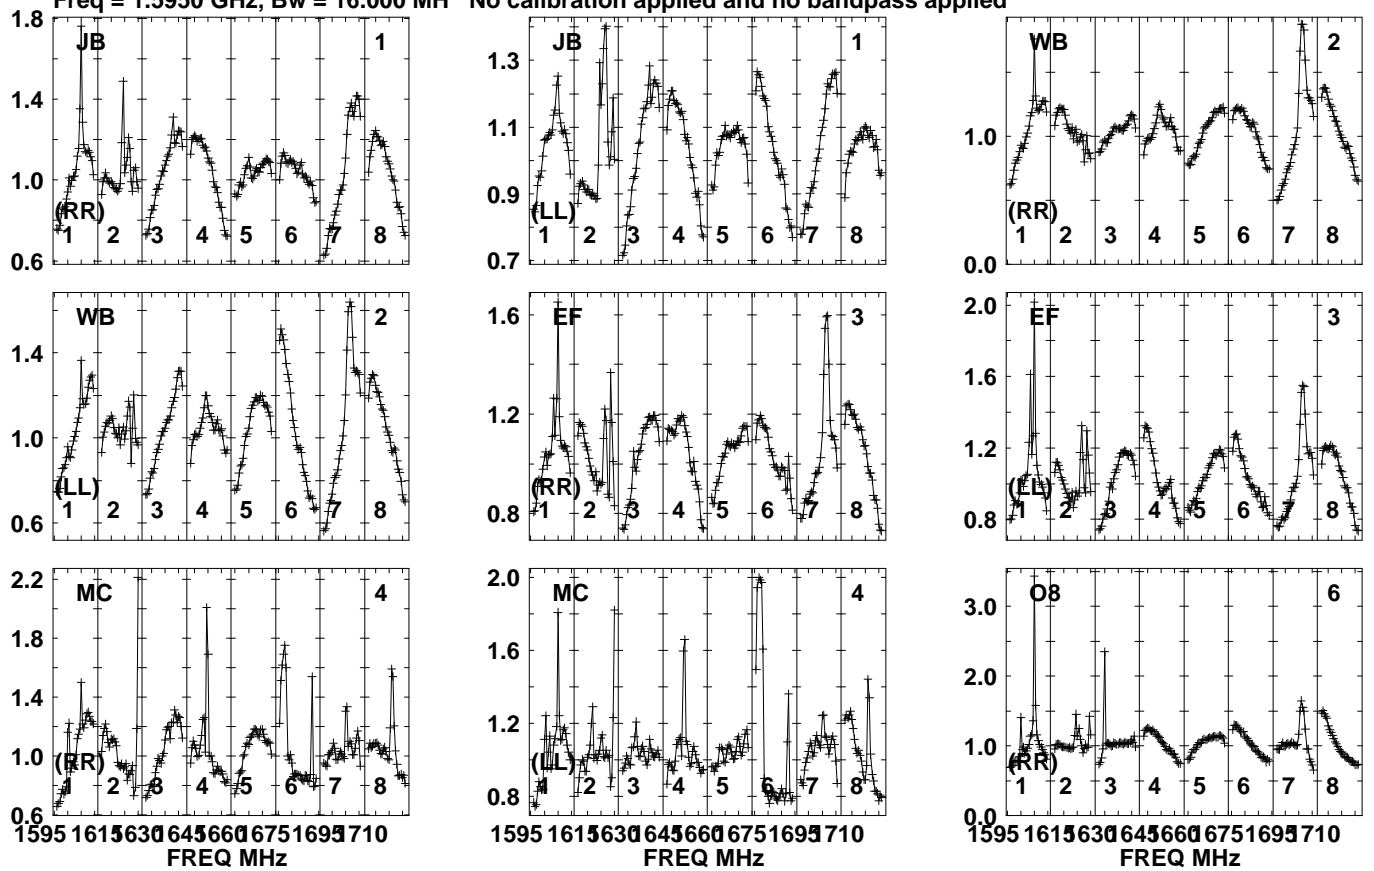 Freq = 1.5950 GHz, Bw = 16.000 MH No calibration applied and no bandpass applied
1.8 JB 1
1.6
1.4
1.2
1.0
(RR)
0.6 1 2 3 4 5 6 7 8
JB 1
1.3
1.1
0.9
(LL)
0.7 1 2 3 4 5 6 7 8
WB 2
1.0
(RR)
1 2 3 4 5 6 7 8
0.0
WB 2
1.4
1.0
(LL)
0.6 1 2 3 4 5 6 7 8
1.6 EF 3
1.2
(RR)
0.8 1 2 3 4 5 6 7 8
2.0 EF 3
1.6
1.2
(LL)
0.8 1 2 3 4 5 6 7 8
2.2 MC 4
1.8
1.4
1.0 (RR)
1 2 3 4 5 6 7 8
0.6
1595 1615 1630 1645 1660 1675 1695 1710
FREQ MHz
2.0 MC 4
1.6
1.2
(LL)
0.8 1 2 3 4 5 6 7 8
1595 1615 1630 1645 1660 1675 1695 1710
FREQ MHz
O8 6
3.0
2.0
1.0 (RR)
1 2 3 4 5 6 7 8
0.0
1595 1615 1630 1645 1660 1675 1695 1710
FREQ MHz